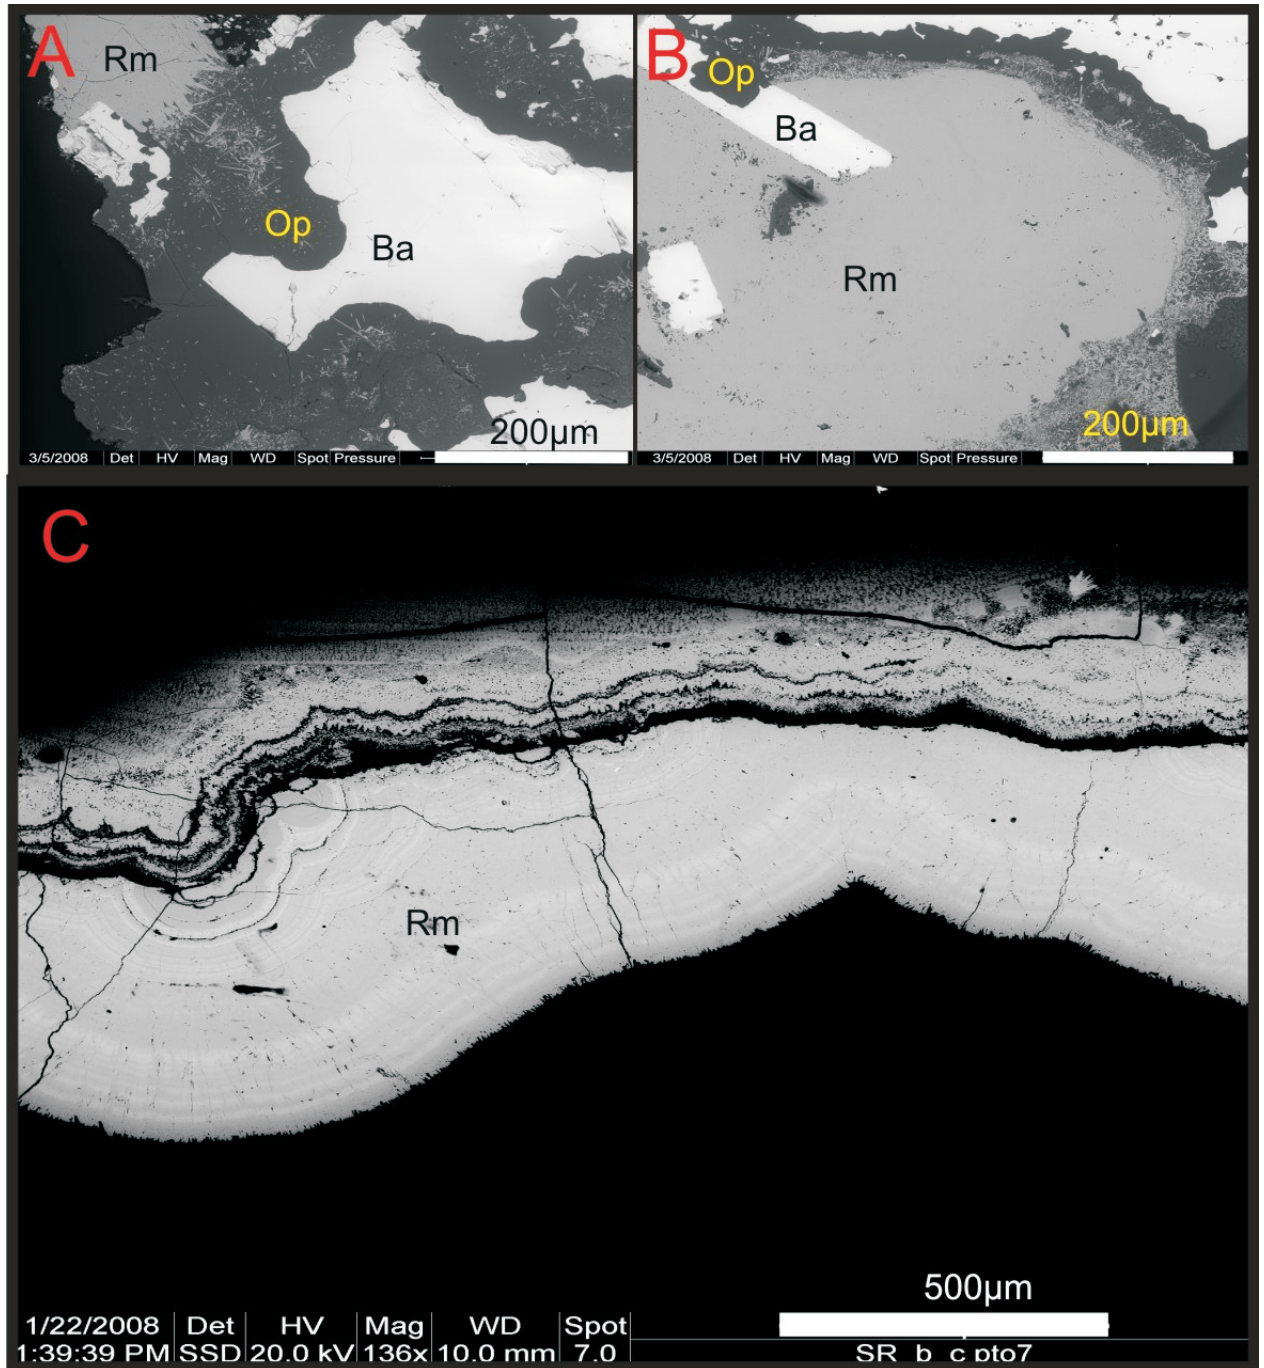 A
Rm
Op
Ba
200µm
3/5/2008 Det HV Mag WD Spot Pressure
B
Op
Ba
Rm
200µm
3/5/2008 Det HV Mag WD Spot Pressure
C
Rm
500µm
1/22/2008 Det HV Mag WD Spot
1:39:39 PM SSD 20.0 kV 136x 10.0 mm 7.0 SR_b_c pto7